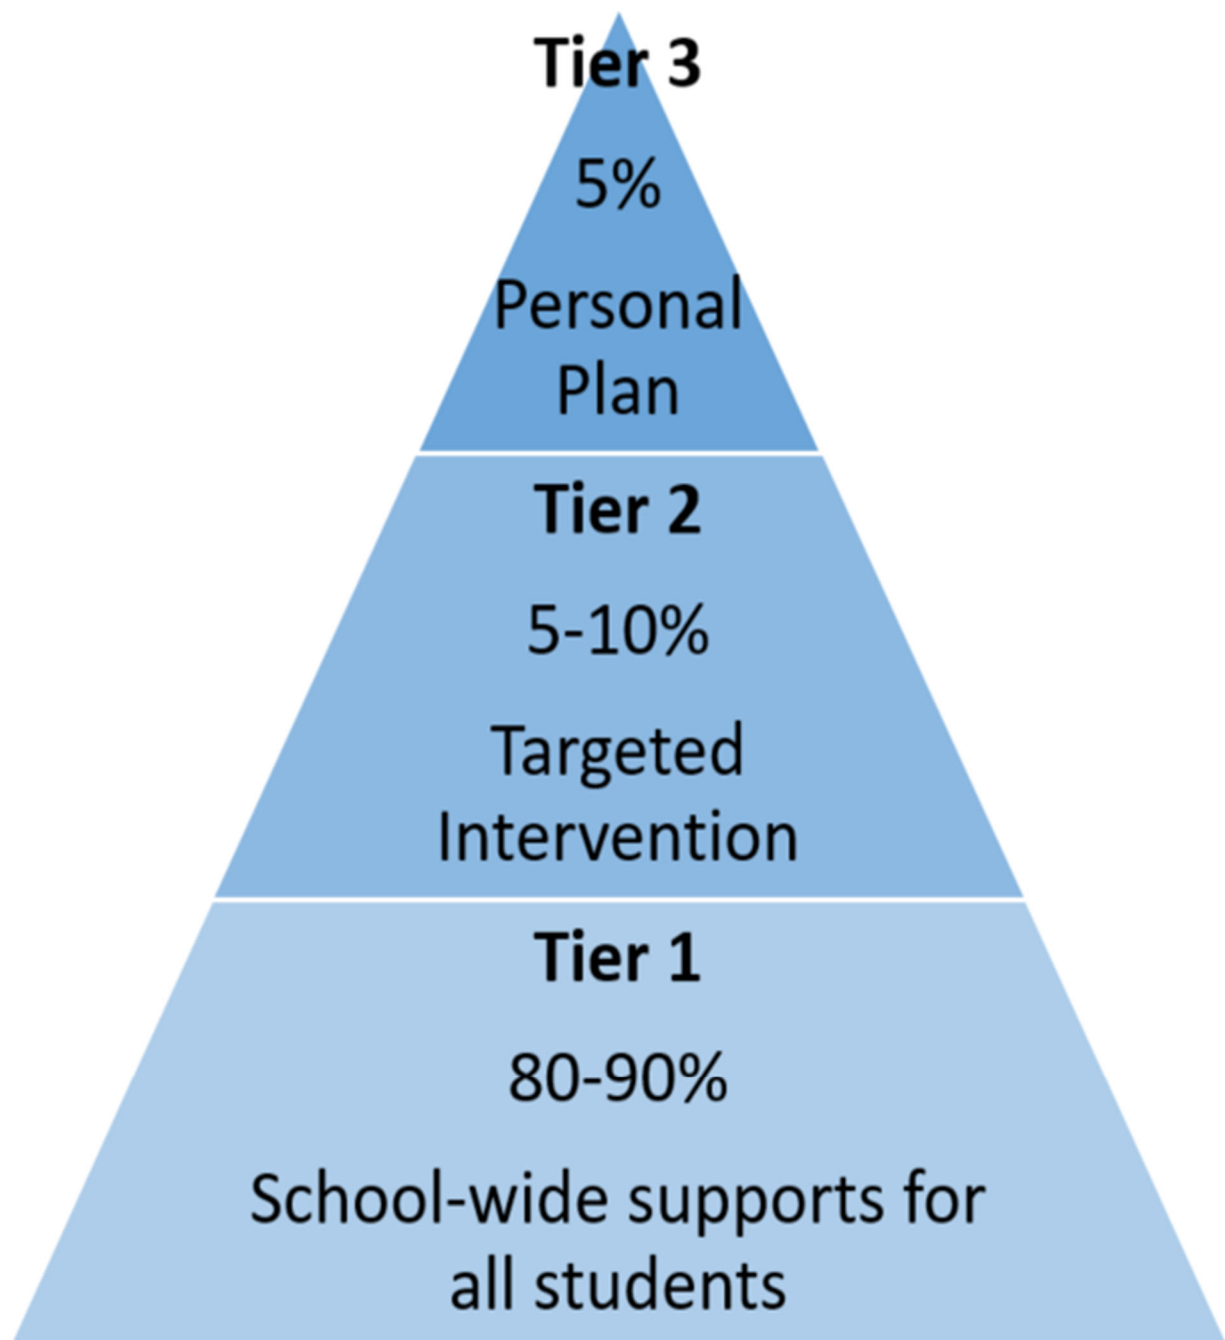 Tier 3
5%
Personal
Plan
Tier 2
5-10%
Targeted
Intervention
Tier 1
80-90%
School-wide supports for
all students